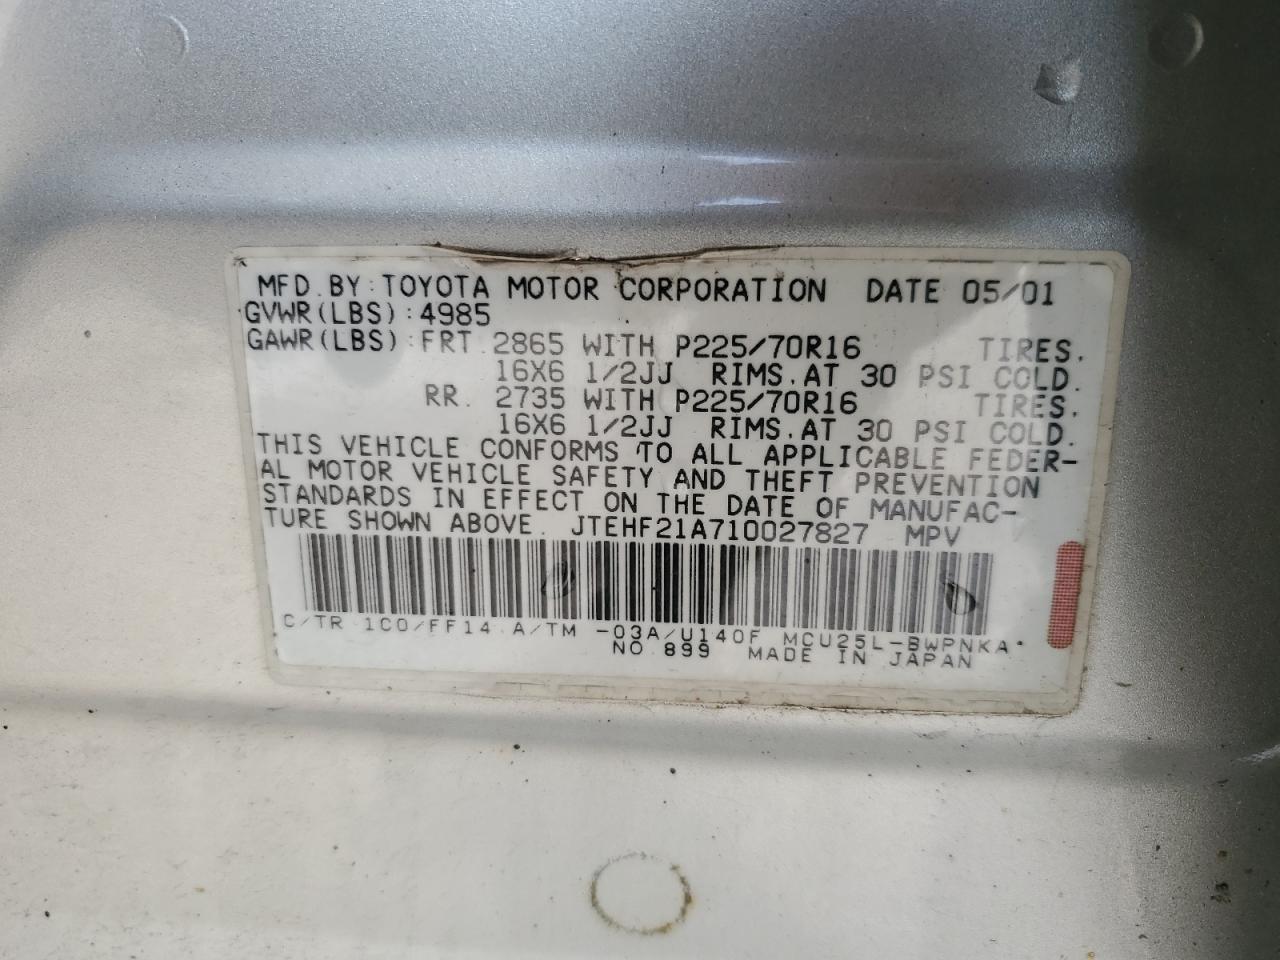 MFD. BY: TOYOTA MOTOR CORPORATION DATE 05/01
GVWR(LBS): 4985
GAWR(LBS): FRT. 2865 WITH P225/70R16 TIRES.
16X6 1/2JJ RIMS. AT 30 PSI COLD.
RR. 2735 WITH P225/70R16 TIRES.
16X6 1/2JJ RIMS. AT 30 PSI COLD.
THIS VEHICLE CONFORMS TO ALL APPLICABLE FEDER-
AL MOTOR VEHICLE SAFETY AND THEFT PREVENTION
STANDARDS IN EFFECT ON THE DATE OF MANUFAC-
TURE SHOWN ABOVE. JTEHF21A710027827 MPV
C/TR 1C0/FF14 A/TM -03A/U140F MCU25L-BWPNKA*
NO.899 MADE IN JAPAN